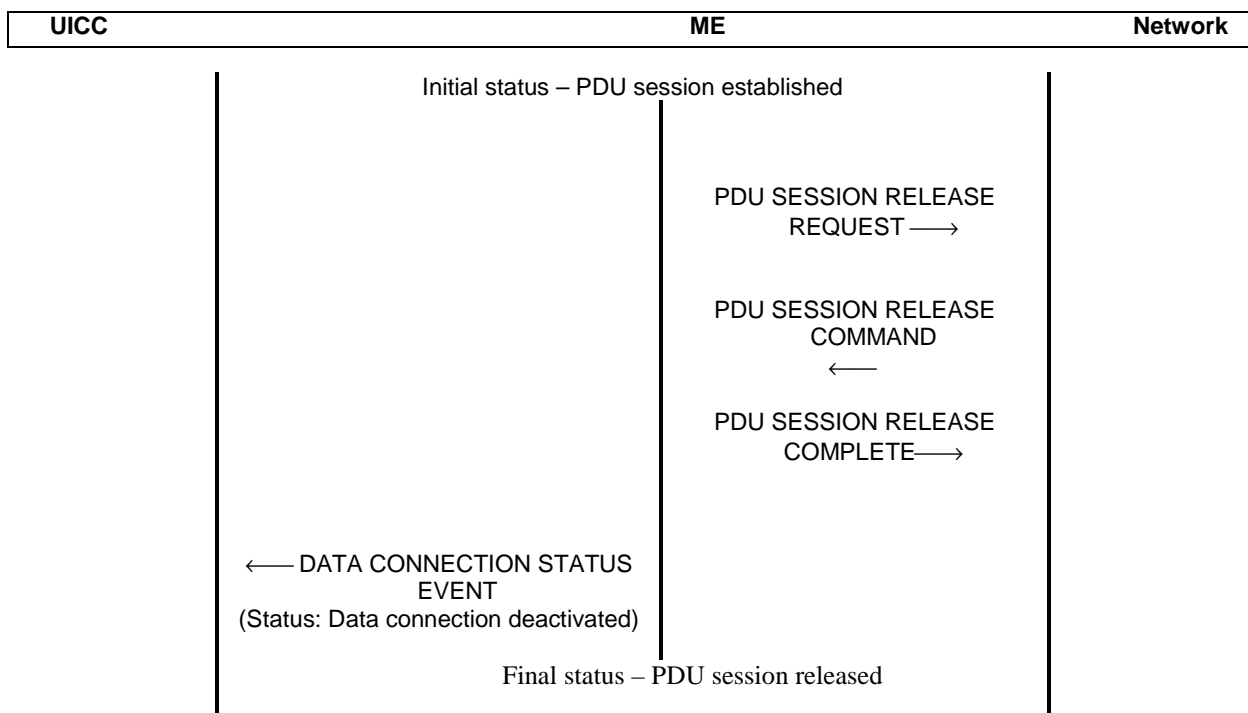 UICC ME Network
Initial status – PDU session established
PDU SESSION RELEASE
REQUEST ⟶
PDU SESSION RELEASE
COMMAND
⟵
PDU SESSION RELEASE
COMPLETE⟶
⟵ DATA CONNECTION STATUS
EVENT
(Status: Data connection deactivated)
Final status – PDU session released